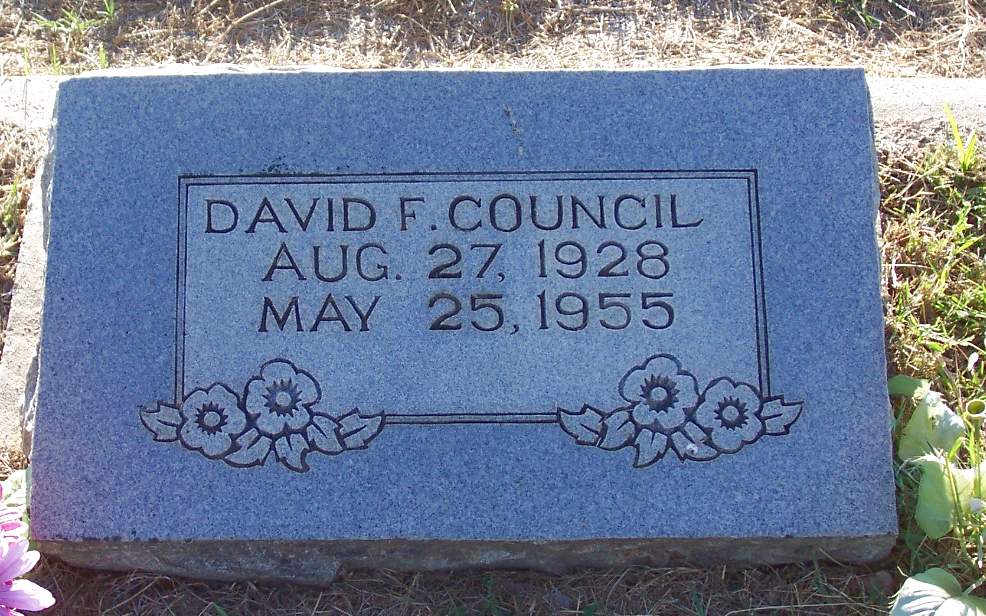 DAVID F. COUNCIL
AUG. 27, 1928
MAY 25, 1955